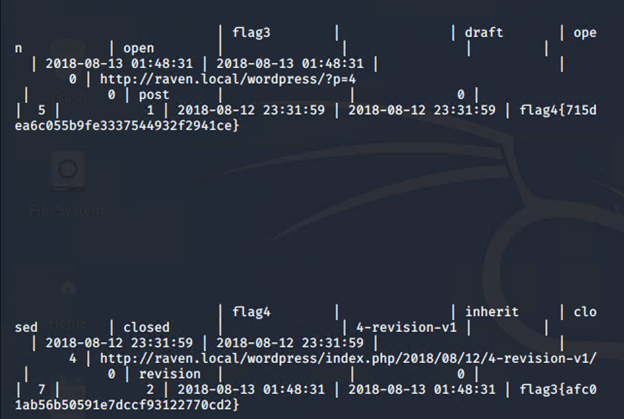 | flag3 | | draft | ope
n | open | | | |
| 2018-08-13 01:48:31 | 2018-08-13 01:48:31 | |
0 | http://raven.local/wordpress/?p=4
| 0 | post | | 0 |
| 5 | 1 | 2018-08-12 23:31:59 | 2018-08-12 23:31:59 | flag4{715d
ea6c055b9fe3337544932f2941ce}
File System
| flag4 | | inherit | clo
sed | closed | | 4-revision-v1 | |
Home
| 2018-08-12 23:31:59 | 2018-08-12 23:31:59 | |
4 | http://raven.local/wordpress/index.php/2018/08/12/4-revision-v1/
| 0 | revision | | 0 |
| 7 | 2 | 2018-08-13 01:48:31 | 2018-08-13 01:48:31 | flag3{afc0
1ab56b50591e7dccf93122770cd2}